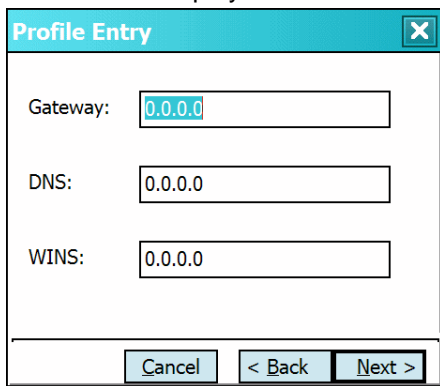 Profile Entry
Gateway: 0.0.0.0
DNS: 0.0.0.0
WINS: 0.0.0.0
Cancel < Back Next >